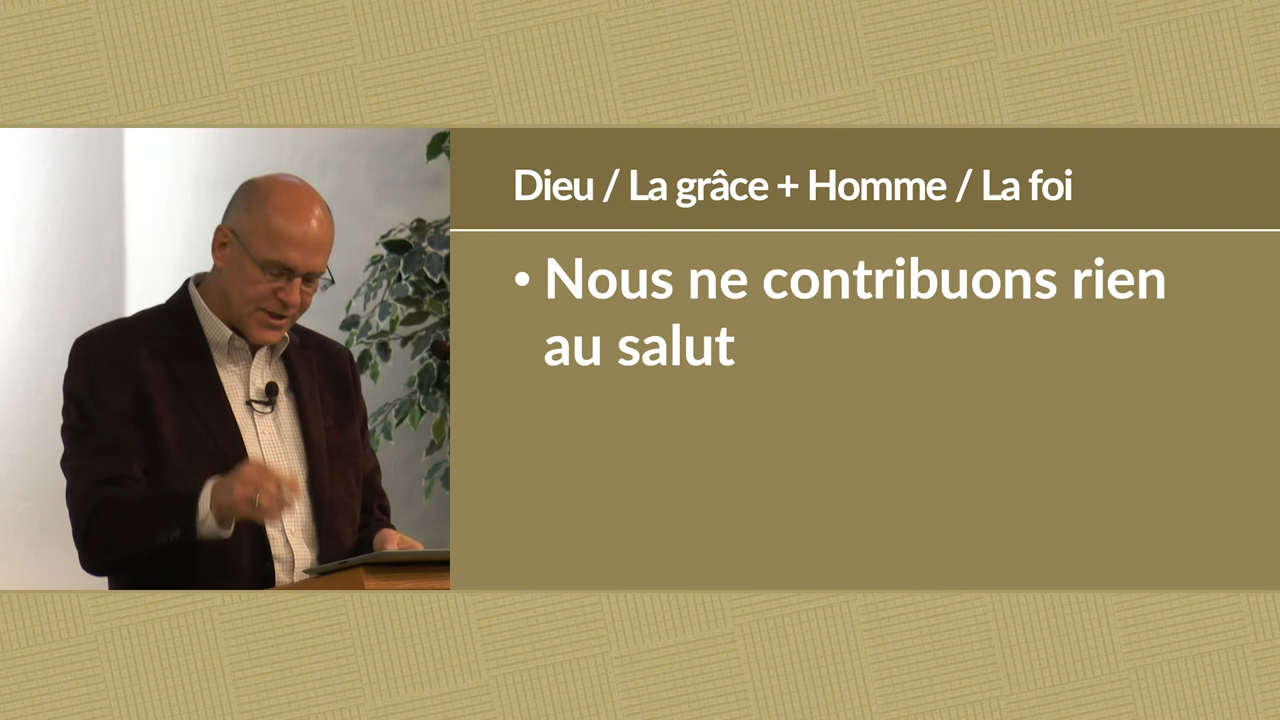 Dieu / La grâce + Homme / La foi
• Nous ne contribuons rien
au salut